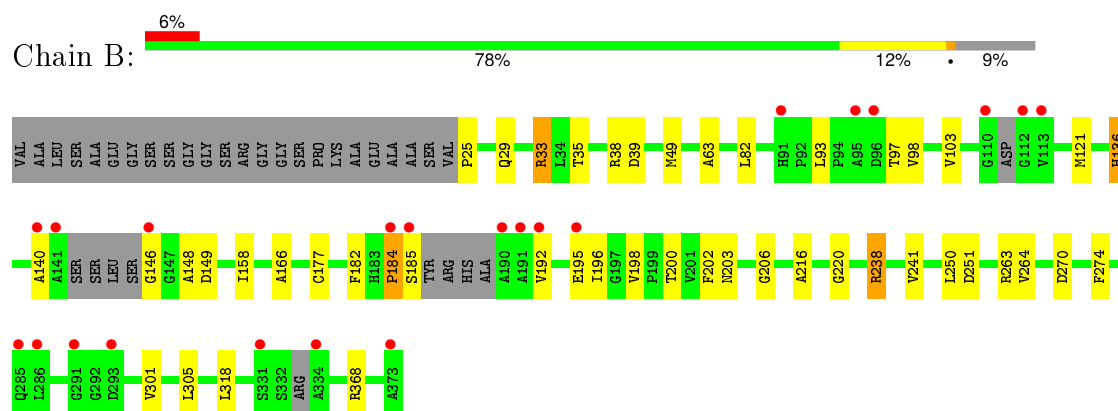 6%
Chain B:
78% 12% • 9%
VAL ALA LEU SER ALA GLU GLY SER SER GLY GLY SER ARG GLY GLY SER PRO LYS ALA GLU ALA ALA SER VAL P25 Q29 R33 L34 T35 R38 D39 M49 A63 L82 H91 P92 L93 P94 A95 D96 T97 V98 V103 G110 ASP G112 V113 M121 H136
A140 A141 SER SER LEU SER G146 G147 A148 D149 I158 A166 C177 F182 H183 P184 S185 TYR ARG HIS ALA A190 A191 V192 E195 I196 G197 V198 P199 T200 V201 F202 N203 G206 A216 G220 R238 V241 L250 D251 R263 V264 D270 F274
Q285 L286 G291 G292 D293 V301 L305 L318 S331 S332 ARG A334 R368 A373